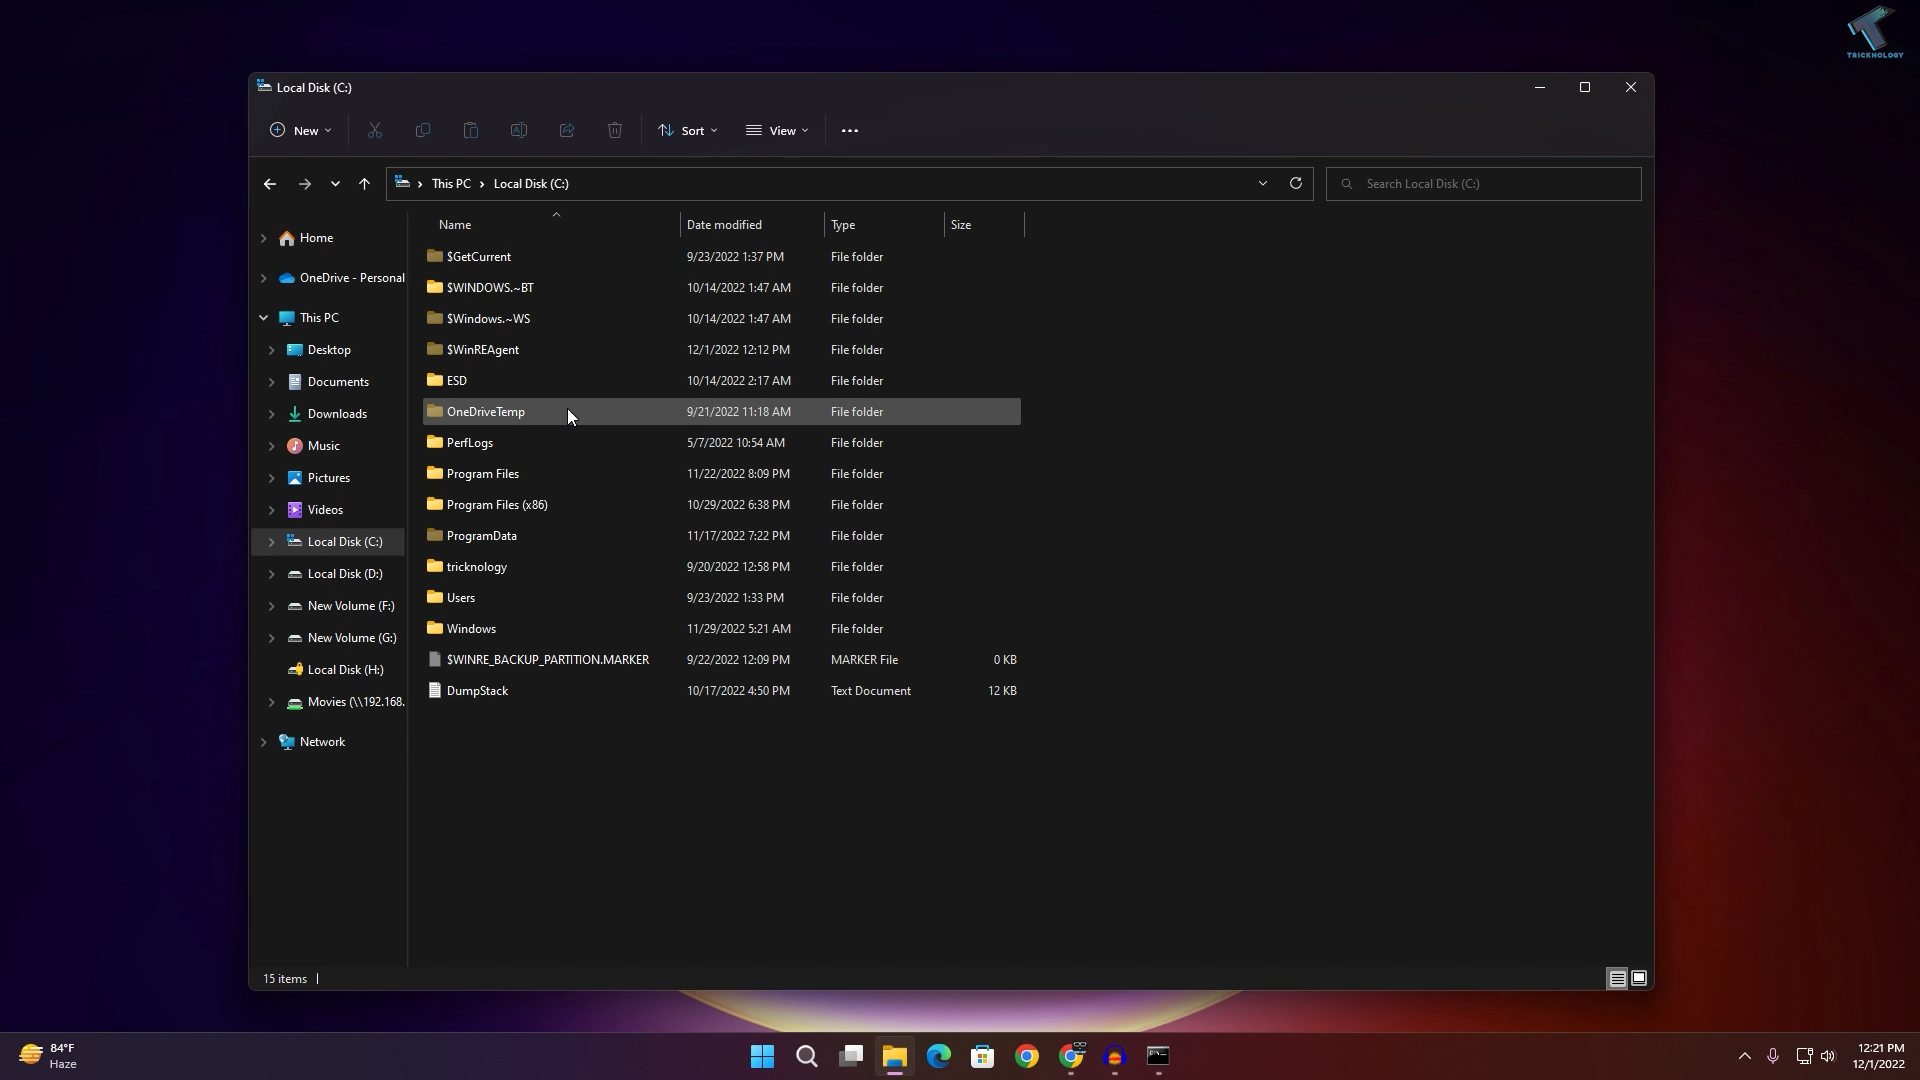 TRICKNOLOGY
Local Disk (C:)
New
Sort
View
This PC > Local Disk (C:)
Search Local Disk (C:)
Name Date modified Type Size
Home
OneDrive - Personal
This PC
Desktop
Documents
Downloads
Music
Pictures
Videos
Local Disk (C:)
Local Disk (D:)
New Volume (F:)
New Volume (G:)
Local Disk (H:)
Movies (\\192.168.
Network
$GetCurrent 9/23/2022 1:37 PM File folder
$WINDOWS.~BT 10/14/2022 1:47 AM File folder
$Windows.~WS 10/14/2022 1:47 AM File folder
$WinREAgent 12/1/2022 12:12 PM File folder
ESD 10/14/2022 2:17 AM File folder
OneDriveTemp 9/21/2022 11:18 AM File folder
PerfLogs 5/7/2022 10:54 AM File folder
Program Files 11/22/2022 8:09 PM File folder
Program Files (x86) 10/29/2022 6:38 PM File folder
ProgramData 11/17/2022 7:22 PM File folder
tricknology 9/20/2022 12:58 PM File folder
Users 9/23/2022 1:33 PM File folder
Windows 11/29/2022 5:21 AM File folder
$WINRE_BACKUP_PARTITION.MARKER 9/22/2022 12:09 PM MARKER File 0 KB
DumpStack 10/17/2022 4:50 PM Text Document 12 KB
15 items
84°F
Haze
12:21 PM
12/1/2022